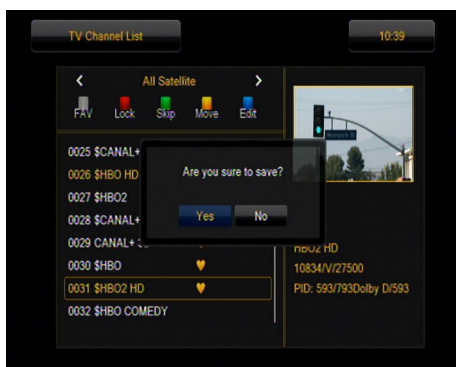 TV Channel List
10:39
All Satellite
FAV Lock Skip Move Edit
0025 $CANAL+
0026 $HBO HD
0027 $HBO2
0028 $CANAL+
0029 CANAL+
0030 $HBO
0031 $HBO2 HD
0032 $HBO COMEDY
Are you sure to save?
Yes No
HBO2 HD
10834/V/27500
PID: 593/793Dolby D/593